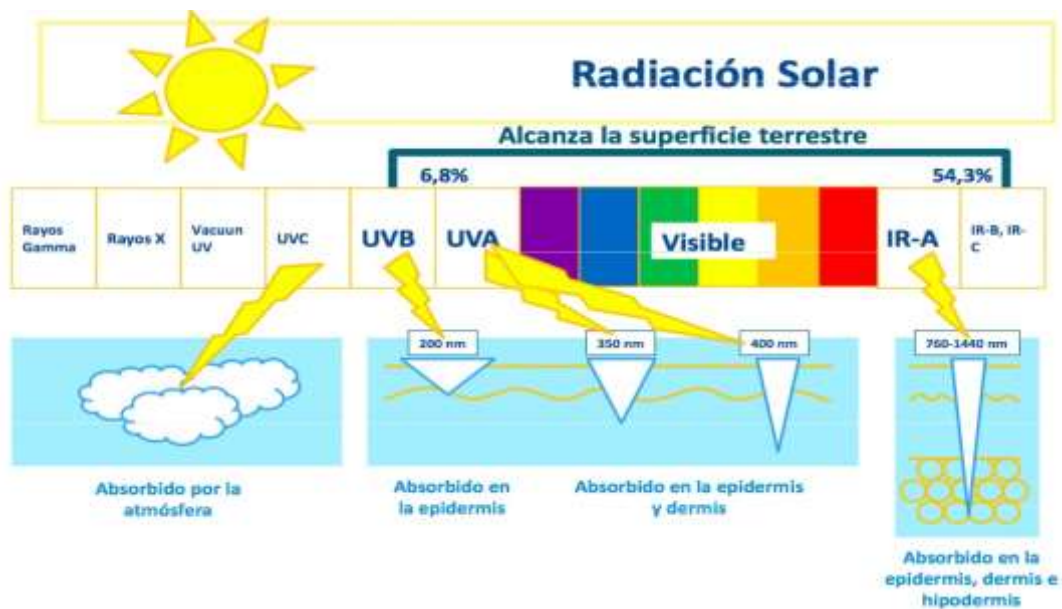 Radiación Solar
Alcanza la superficie terrestre
6,8%
54,3%
Rayos
Gamma
Rayos X
Vacuun
UV
UVC
UVB
UVA
Visible
IR-A
IR-B, IR-
C
200 nm
350 nm
400 nm
760-1440 nm
Absorbido por la
atmósfera
Absorbido en
la epidermis
Absorbido en la epidermis
y dermis
Absorbido en la
epidermis, dermis e
hipodermis